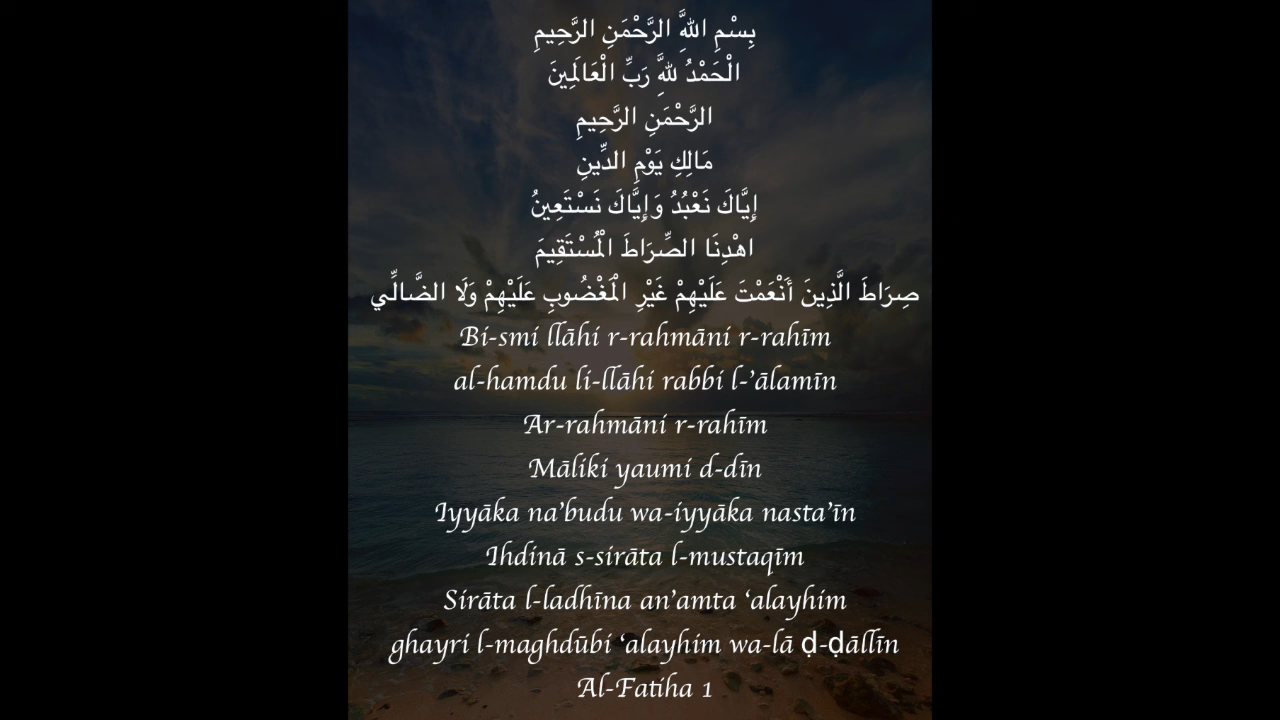 بِسْمِ اللهَِّ الرَّحْمَنِ الرَّحِيمِ
الْحَمْدُ للهَِّ رَبِّ الْعَالَمِينَ
الرَّحْمَنِ الرَّحِيمِ
مَالِكِ يَوْمِ الدِّينِ
إِيَّاكَ نَعْبُدُ وَإِيَّاكَ نَسْتَعِينُ
اهْدِنَا الصِّرَاطَ الْمُسْتَقِيمَ
صِرَاطَ الَّذِينَ أَنْعَمْتَ عَلَيْهِمْ غَيْرِ الْمَغْضُوبِ عَلَيْهِمْ وَلَا الضَّالِّي
Bi-smi llāhi r-rahmāni r-rahīm
al-hamdu li-llāhi rabbi l-’ālamīn
Ar-rahmāni r-rahīm
Māliki yaumi d-dīn
Iyyāka na’budu wa-iyyāka nasta’īn
Ihdinā s-sirāta l-mustaqīm
Sirāta l-ladhīna an’amta ‘alayhim
ghayri l-maghdūbi ‘alayhim wa-lā ḍ-ḍāllīn
Al-Fatiha 1